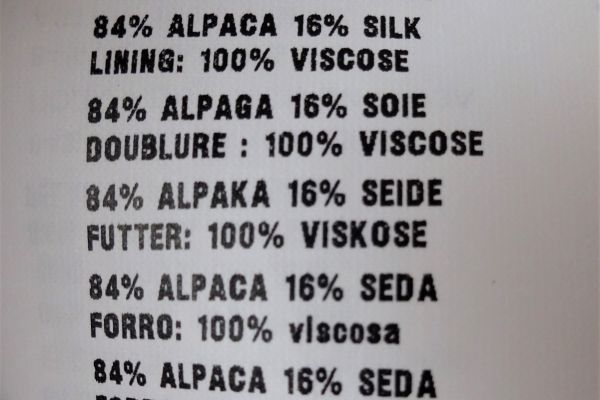 84% ALPACA 16% SILK
LINING: 100% VISCOSE
84% ALPAGA 16% SOIE
DOUBLURE : 100% VISCOSE
84% ALPAKA 16% SEIDE
FUTTER: 100% VISKOSE
84% ALPACA 16% SEDA
FORRO: 100% viscosa
84% ALPACA 16% SEDA